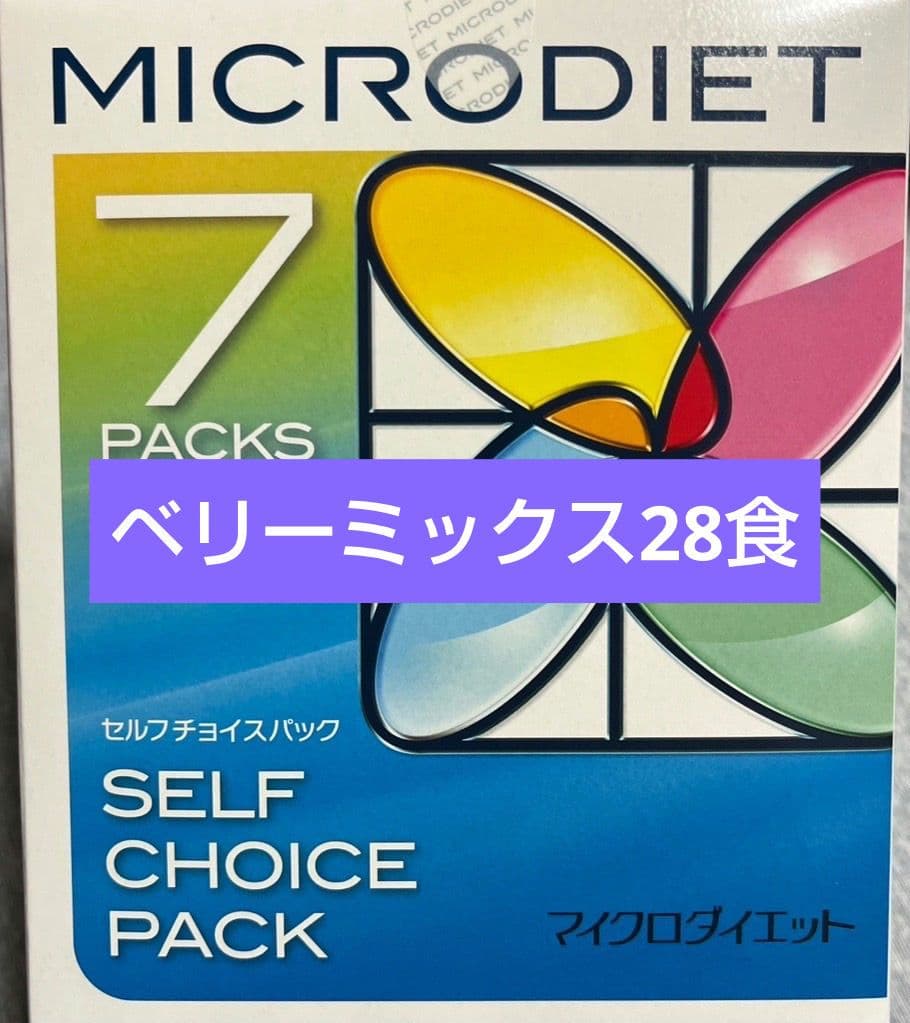 MICRODIET
7
PACKS
ベリーミックス28食
セルフチョイスパック
SELF
CHOICE
PACK
マイクロダイエット